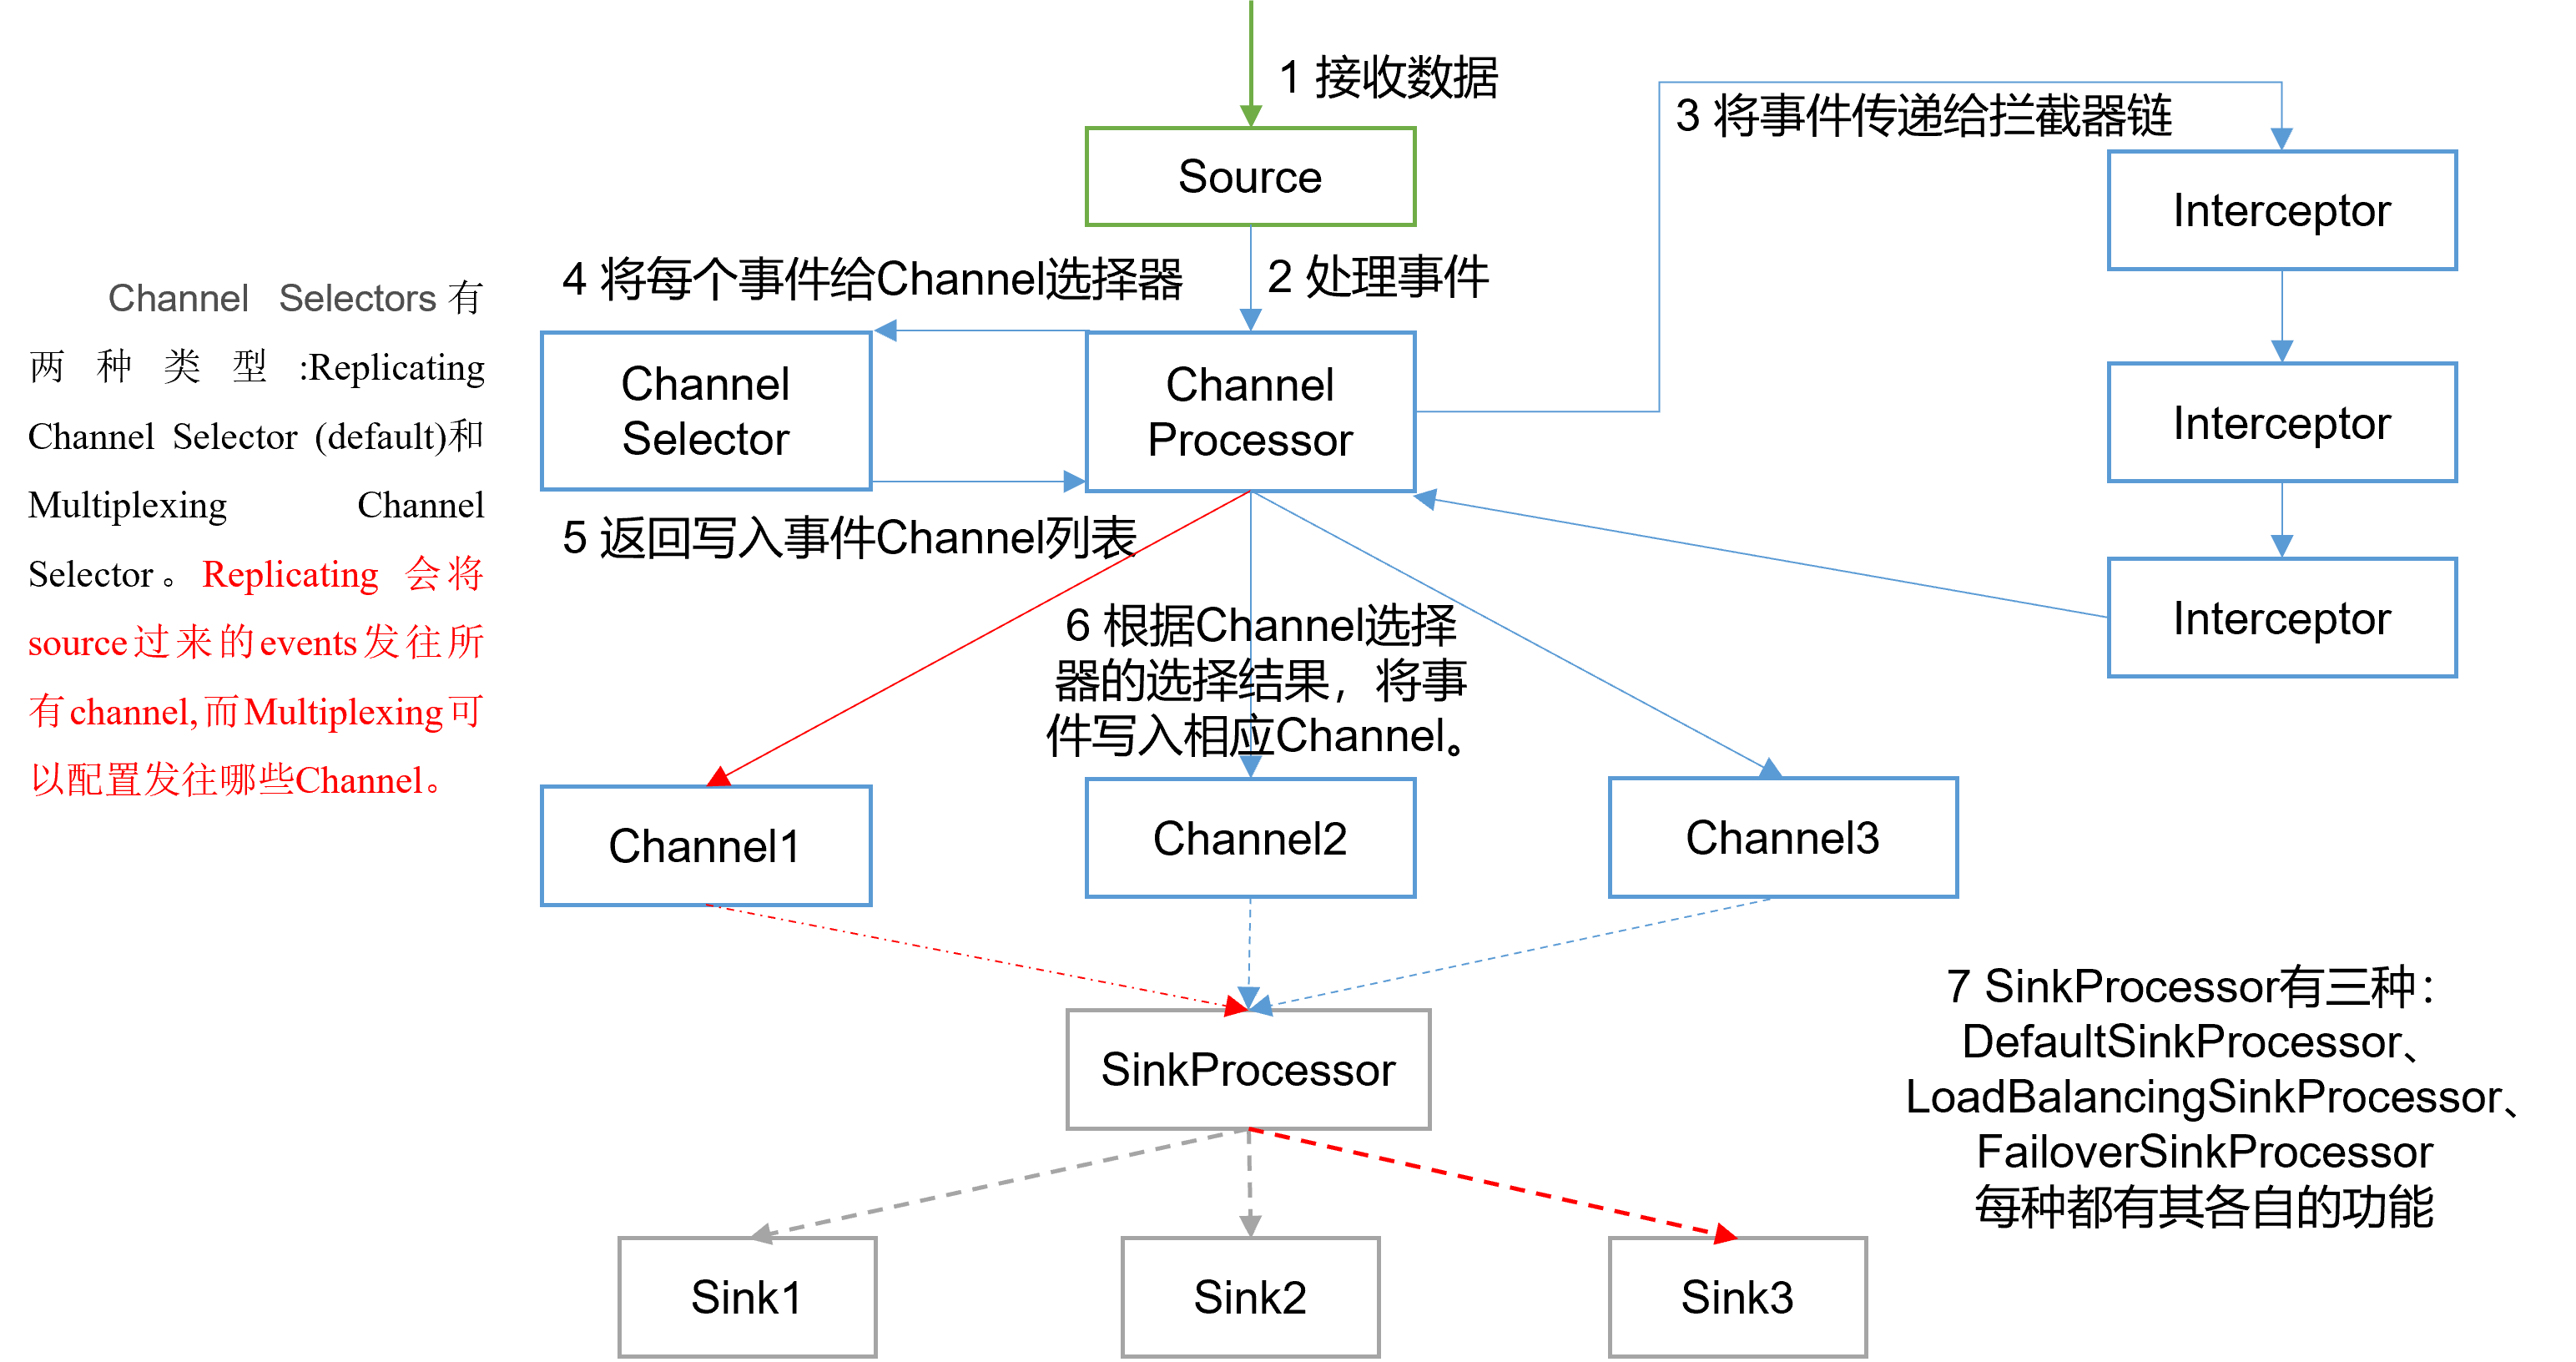 1 接收数据
Source
3 将事件传递给拦截器链
Interceptor
4 将每个事件给Channel选择器
2 处理事件
Channel Selectors有
两种类型:Replicating
Channel Selector (default)和
Multiplexing Channel
Selector。Replicating 会将
source过来的events发往所
有channel,而Multiplexing可
以配置发往哪些Channel。
Channel
Selector
Channel
Processor
Interceptor
5 返回写入事件Channel列表
Interceptor
6 根据Channel选择
器的选择结果，将事
件写入相应Channel。
Channel1
Channel2
Channel3
SinkProcessor
7 SinkProcessor有三种：
DefaultSinkProcessor、
LoadBalancingSinkProcessor、
FailoverSinkProcessor
每种都有其各自的功能
Sink1
Sink2
Sink3